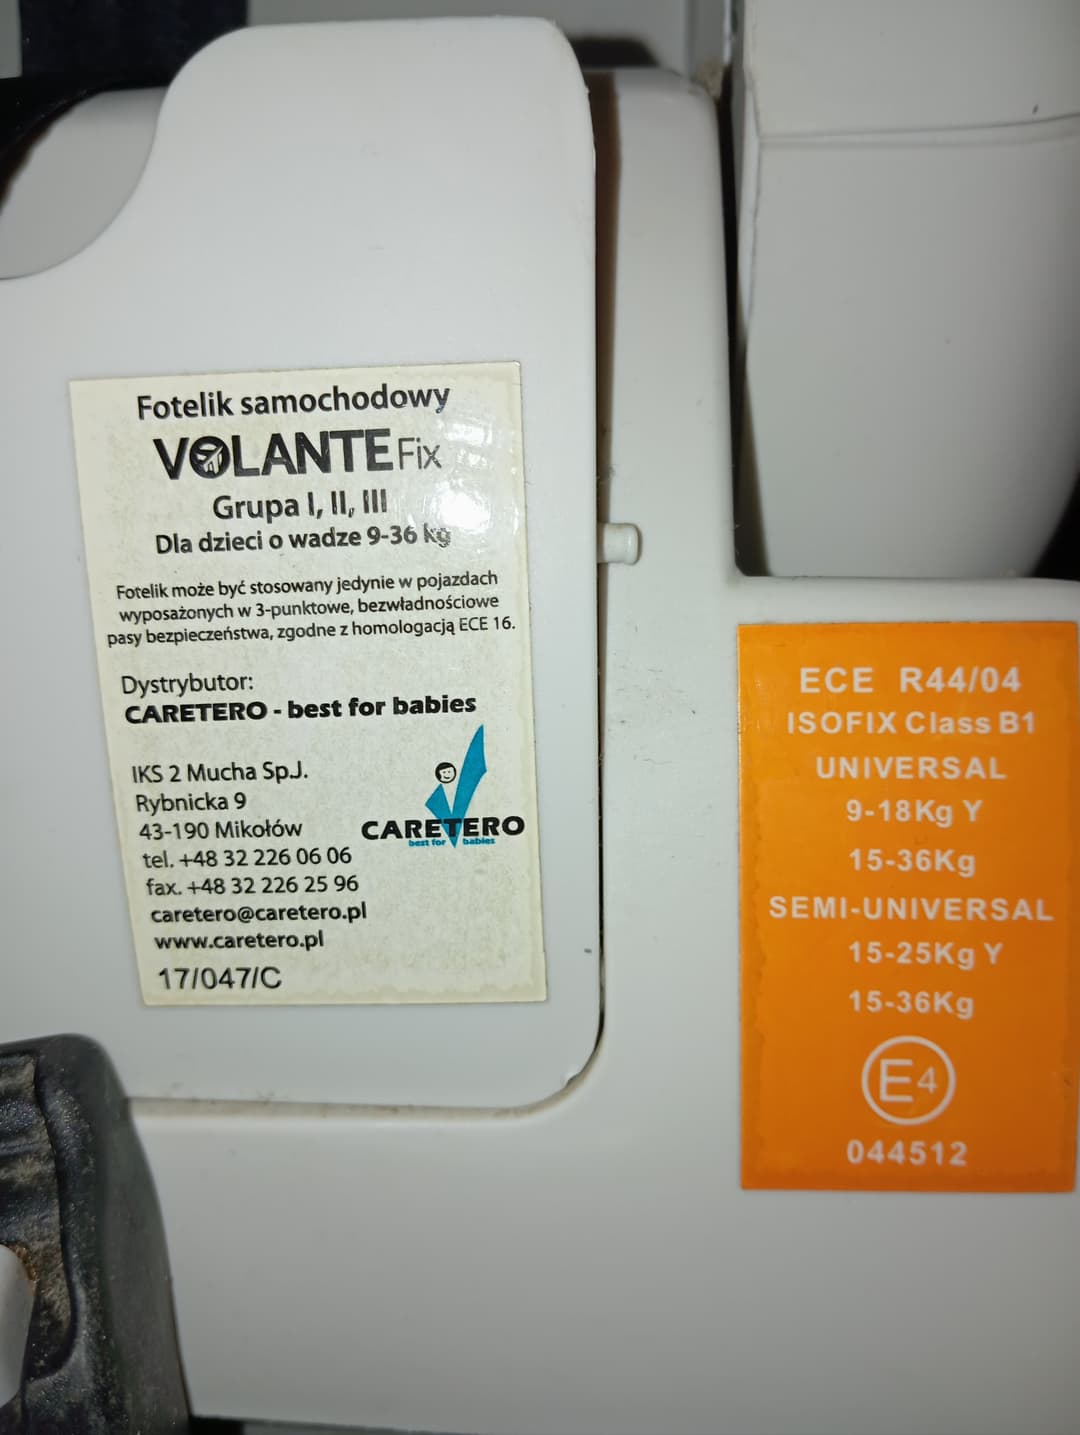 Fotelik samochodowy
VOLANTE Fix
Grupa I, II, III
Dla dzieci o wadze 9-36 kg
Fotelik może być stosowany jedynie w pojazdach
wyposażonych w 3-punktowe, bezwładnościowe
pasy bezpieczeństwa, zgodne z homologacją ECE 16.
Dystrybutor:
CARETERO - best for babies
IKS 2 Mucha Sp.J.
Rybnicka 9
43-190 Mikołów
tel. +48 32 226 06 06
fax. +48 32 226 25 96
caretero@caretero.pl
www.caretero.pl
17/047/C
CARETERO
best for babies
ECE R44/04
ISOFIX Class B1
UNIVERSAL
9-18Kg Y
15-36Kg
SEMI-UNIVERSAL
15-25Kg Y
15-36Kg
E4
044512